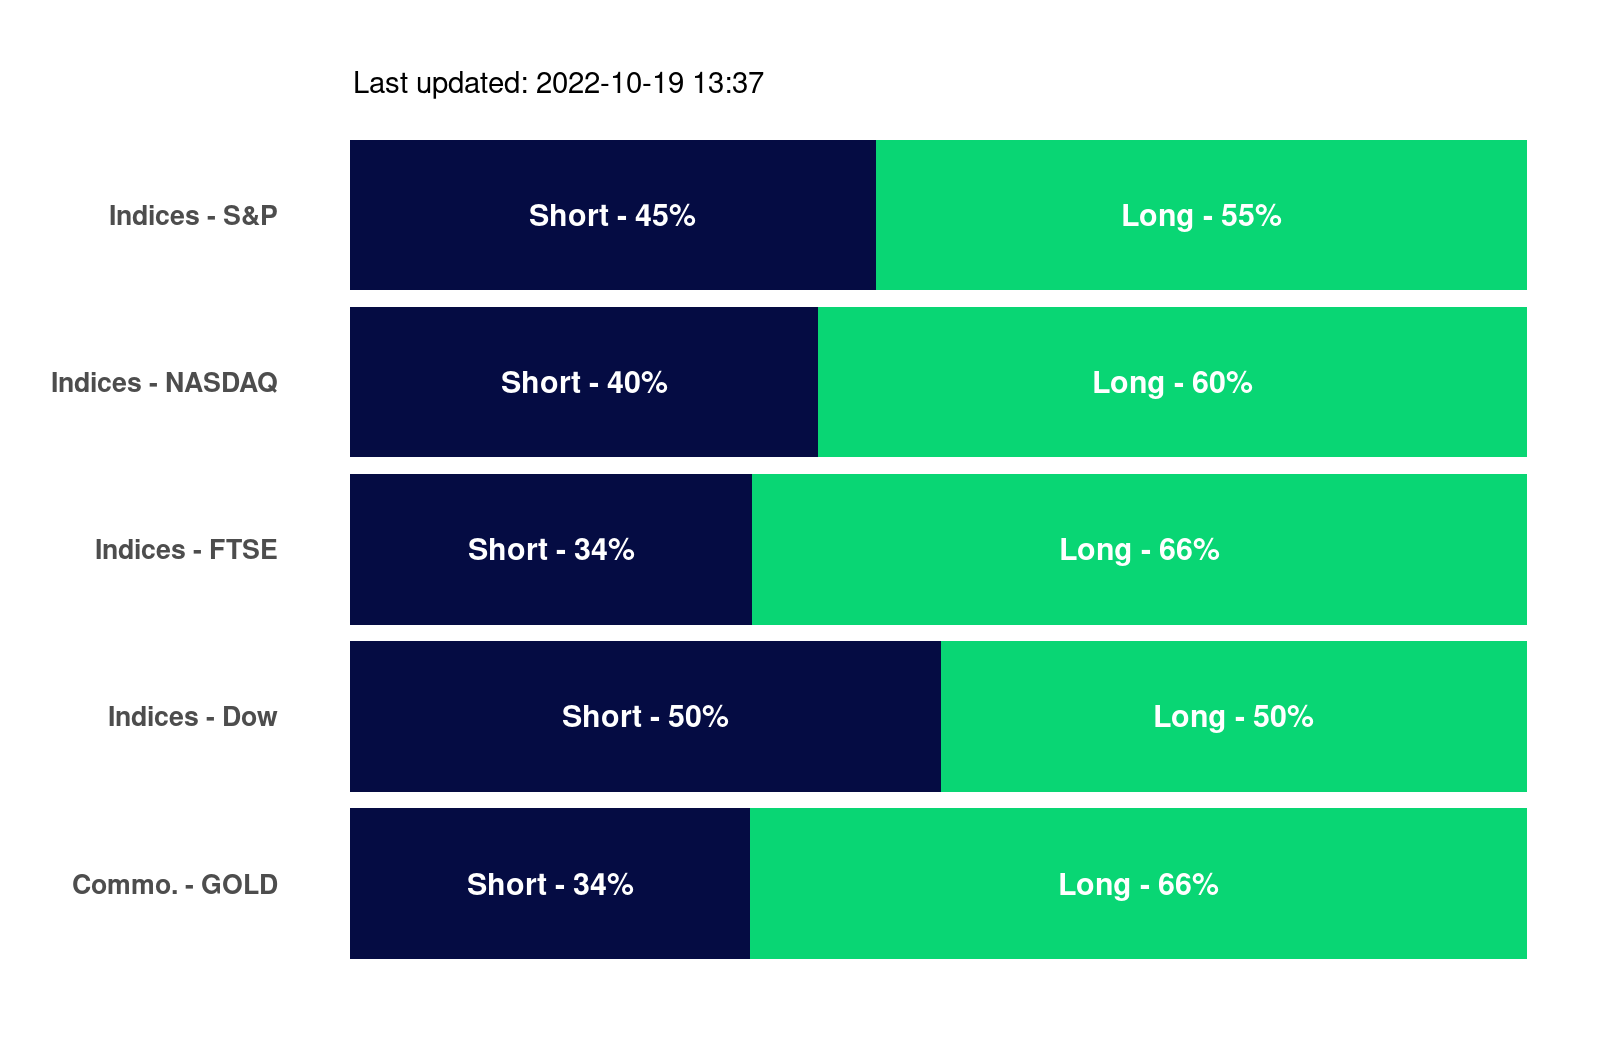 Last updated: 2022-10-19 13:37
Indices - S&P Short - 45% Long - 55%
Indices - NASDAQ Short - 40% Long - 60%
Indices - FTSE Short - 34% Long - 66%
Indices - Dow Short - 50% Long - 50%
Commo. - GOLD Short - 34% Long - 66%